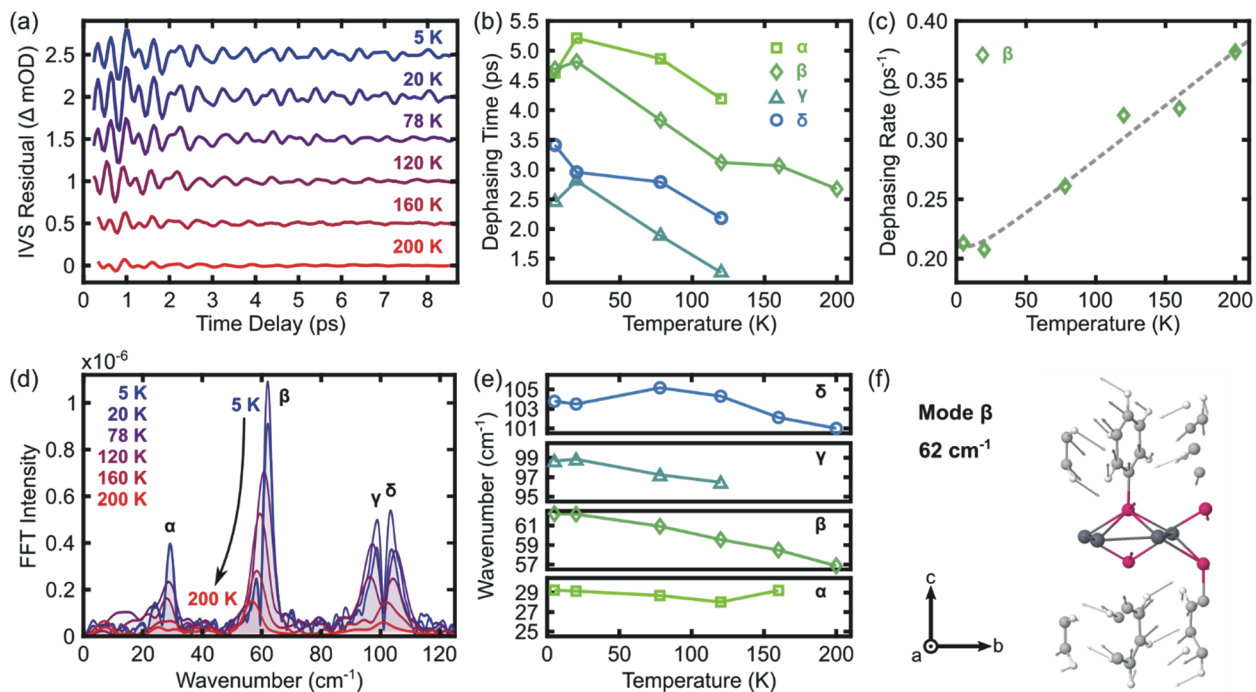 (a)
IVS Residual (Δ mOD)
2.5
2
1.5
1
0.5
0
5 K
20 K
78 K
120 K
160 K
200 K
0 1 2 3 4 5 6 7 8
Time Delay (ps)
(b)
Dephasing Time (ps)
5.5
5.0
4.5
4.0
3.5
3.0
2.5
2.0
1.5
α
β
γ
δ
0 50 100 150 200
Temperature (K)
(c)
Dephasing Rate (ps⁻¹)
0.40
0.35
0.30
0.25
0.20
β
0 50 100 150 200
Temperature (K)
(d)
x10⁻⁶
FFT Intensity
1
0.8
0.6
0.4
0.2
0
5 K
20 K
78 K
120 K
160 K
200 K
5 K
200 K
α
β
γ δ
0 20 40 60 80 100 120
Wavenumber (cm⁻¹)
(e)
Wavenumber (cm⁻¹)
105
103
101
δ
99
97
95
γ
61
59
57
β
29
27
25
α
0 50 100 150 200
Temperature (K)
(f)
Mode β
62 cm⁻¹
c
a
b